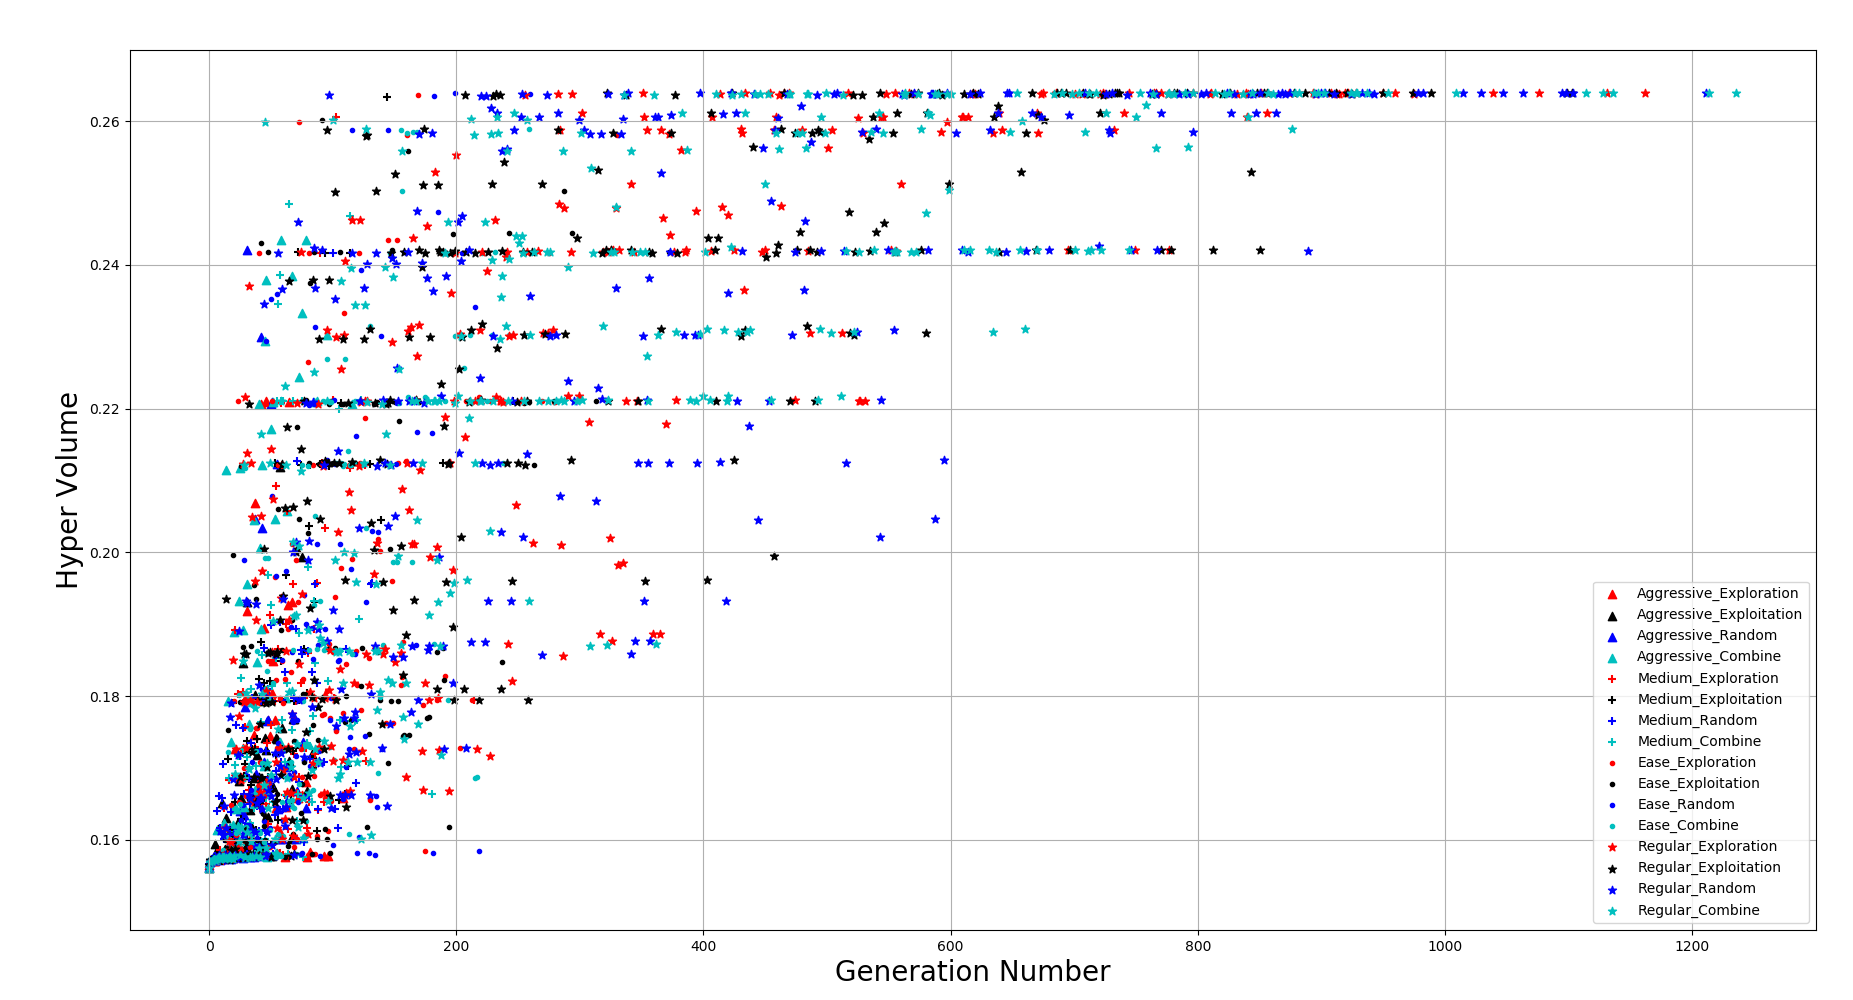 Hyper Volume
0.26
0.24
0.22
0.20
0.18
0.16
0
200
400
600
800
1000
1200
Generation Number
Aggressive_Exploration
Aggressive_Exploitation
Aggressive_Random
Aggressive_Combine
Medium_Exploration
Medium_Exploitation
Medium_Random
Medium_Combine
Ease_Exploration
Ease_Exploitation
Ease_Random
Ease_Combine
Regular_Exploration
Regular_Exploitation
Regular_Random
Regular_Combine